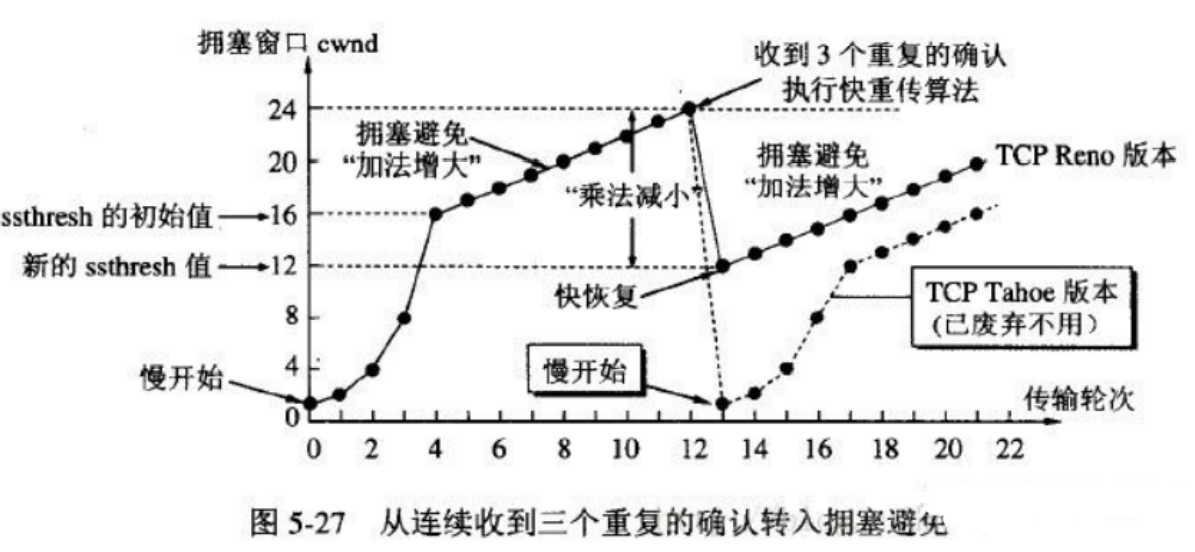 拥塞窗口 cwnd
收到 3 个重复的确认
执行快重传算法
24
拥塞避免
“加法增大”
20
拥塞避免
“加法增大”
TCP Reno 版本
“乘法减小”
ssthresh 的初始值
16
新的 ssthresh 值
12
快恢复
TCP Tahoe 版本
(已废弃不用)
8
4
慢开始
慢开始
传输轮次
0
0 2 4 6 8 10 12 14 16 18 20 22
图 5-27 从连续收到三个重复的确认转入拥塞避免